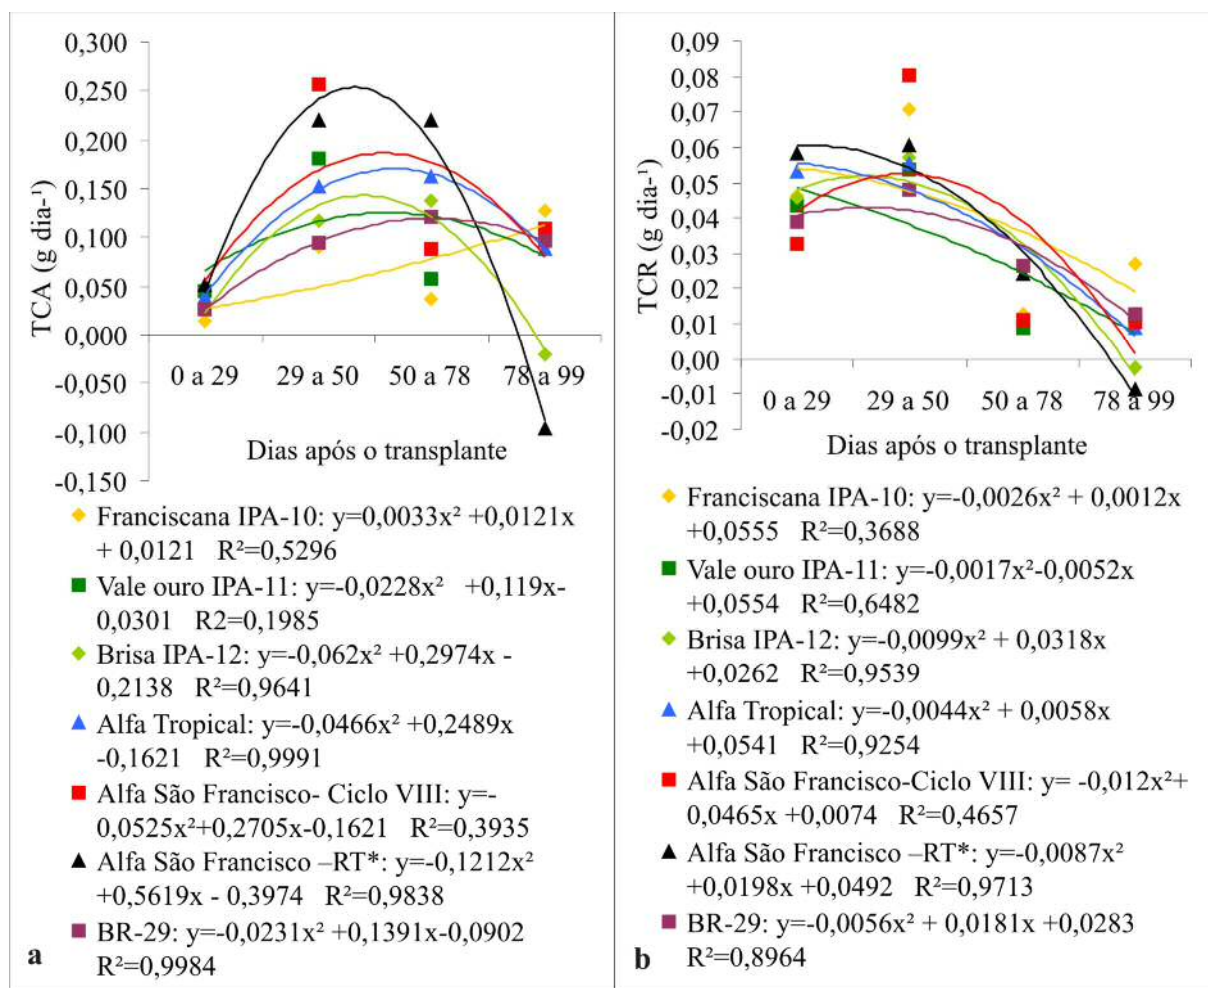 0,300
0,250
0,200
0,150
0,100
0,050
0,000
-0,050
-0,100
-0,150
TCA (g dia-¹)
0 a 29 29 a 50 50 a 78 78 a 99
Dias após o transplante
Franciscana IPA-10: y=0,0033x² +0,0121x
+ 0,0121 R²=0,5296
Vale ouro IPA-11: y=-0,0228x² +0,119x-
0,0301 R2=0,1985
Brisa IPA-12: y=-0,062x² +0,2974x -
0,2138 R²=0,9641
Alfa Tropical: y=-0,0466x² +0,2489x
-0,1621 R²=0,9991
Alfa São Francisco- Ciclo VIII: y=-
0,0525x²+0,2705x-0,1621 R²=0,3935
Alfa São Francisco –RT*: y=-0,1212x²
+0,5619x - 0,3974 R²=0,9838
BR-29: y=-0,0231x² +0,1391x-0,0902
R²=0,9984
a
0,09
0,08
0,07
0,06
0,05
0,04
0,03
0,02
0,01
0,00
-0,01
-0,02
TCR (g dia-¹)
0 a 29 29 a 50 50 a 78 78 a 99
Dias após o transplante
Franciscana IPA-10: y=-0,0026x² + 0,0012x
+0,0555 R²=0,3688
Vale ouro IPA-11: y=-0,0017x²-0,0052x
+0,0554 R²=0,6482
Brisa IPA-12: y=-0,0099x² + 0,0318x
+0,0262 R²=0,9539
Alfa Tropical: y=-0,0044x² + 0,0058x
+0,0541 R²=0,9254
Alfa São Francisco-Ciclo VIII: y= -0,012x²+
0,0465x +0,0074 R²=0,4657
Alfa São Francisco –RT*: y=-0,0087x²
+0,0198x +0,0492 R²=0,9713
BR-29: y=-0,0056x² + 0,0181x +0,0283
R²=0,8964
b